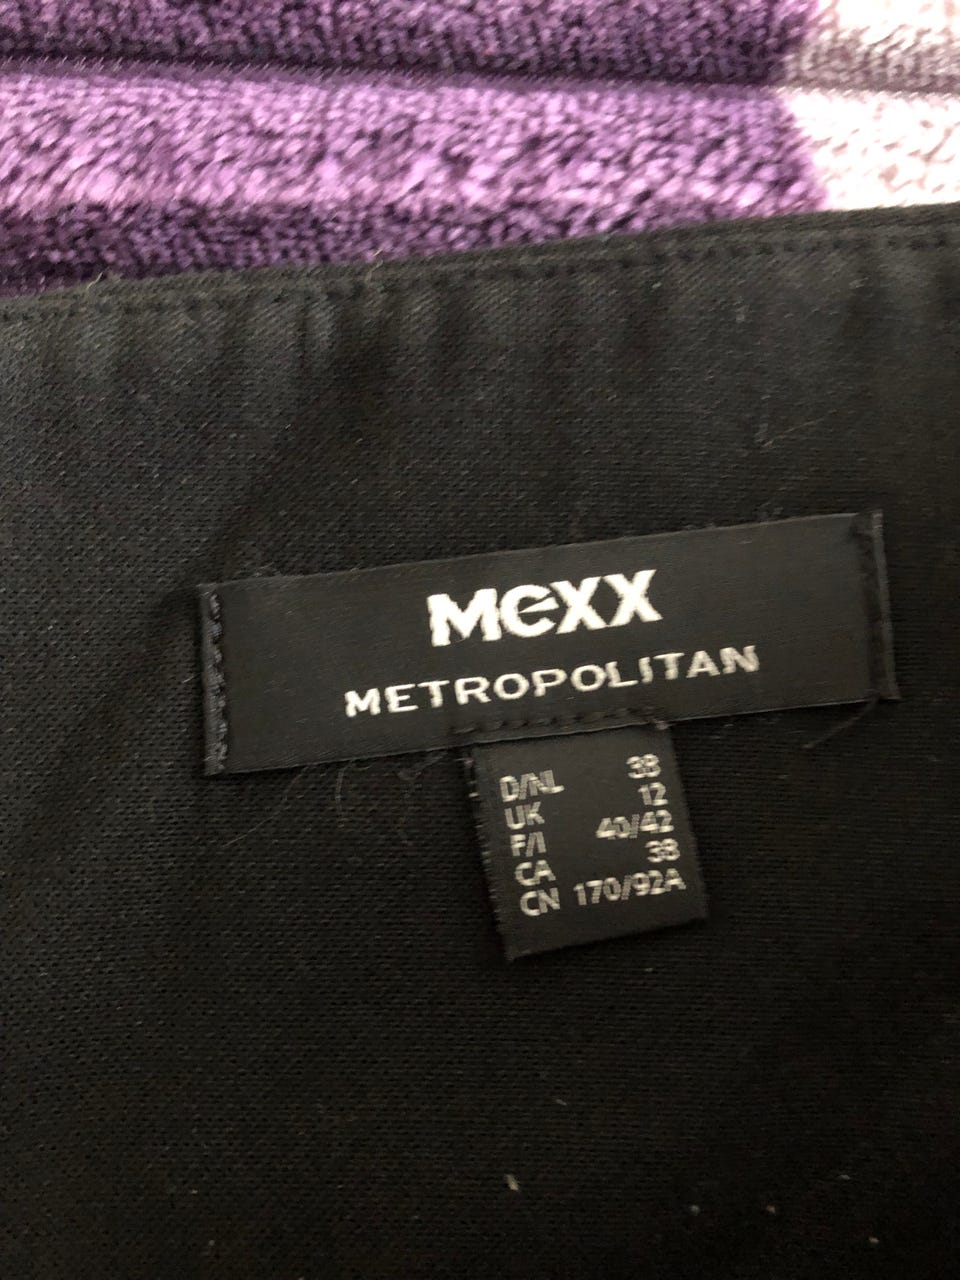 MeXX
METROPOLITAN
D/NL 38
UK 12
F/I 40/42
CA 38
CN 170/92A